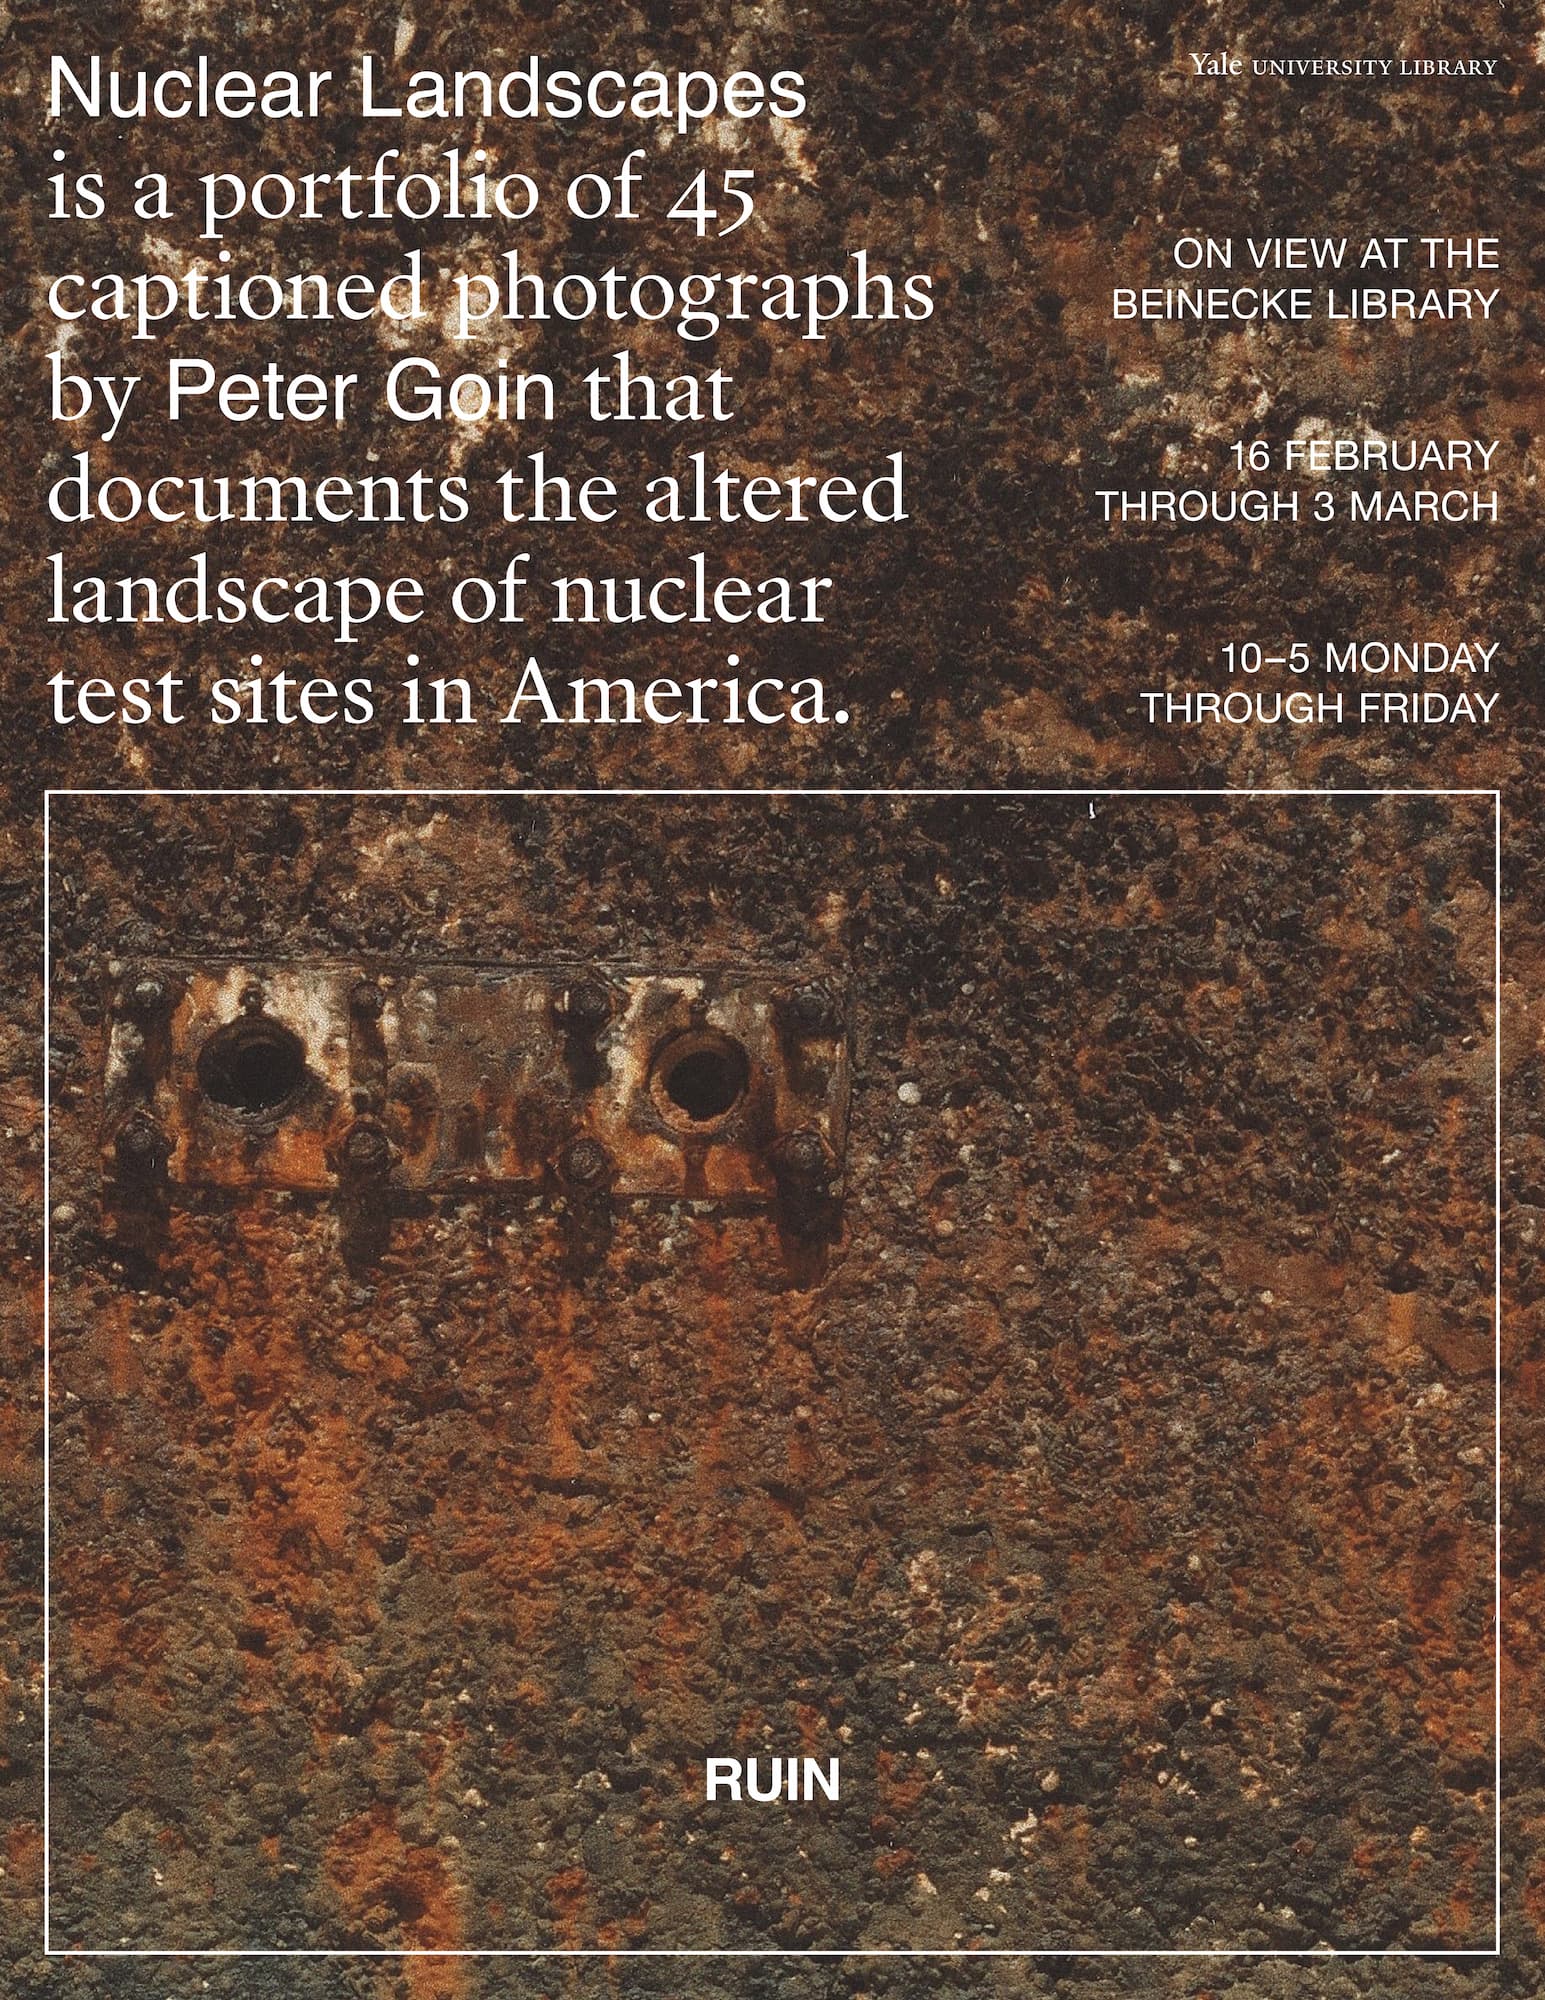 Nuclear Landscapes
is a portfolio of 45
captioned photographs
by Peter Goin that
documents the altered
landscape of nuclear
test sites in America.
Yale UNIVERSITY LIBRARY
ON VIEW AT THE
BEINECKE LIBRARY
16 FEBRUARY
THROUGH 3 MARCH
10–5 MONDAY
THROUGH FRIDAY
RUIN